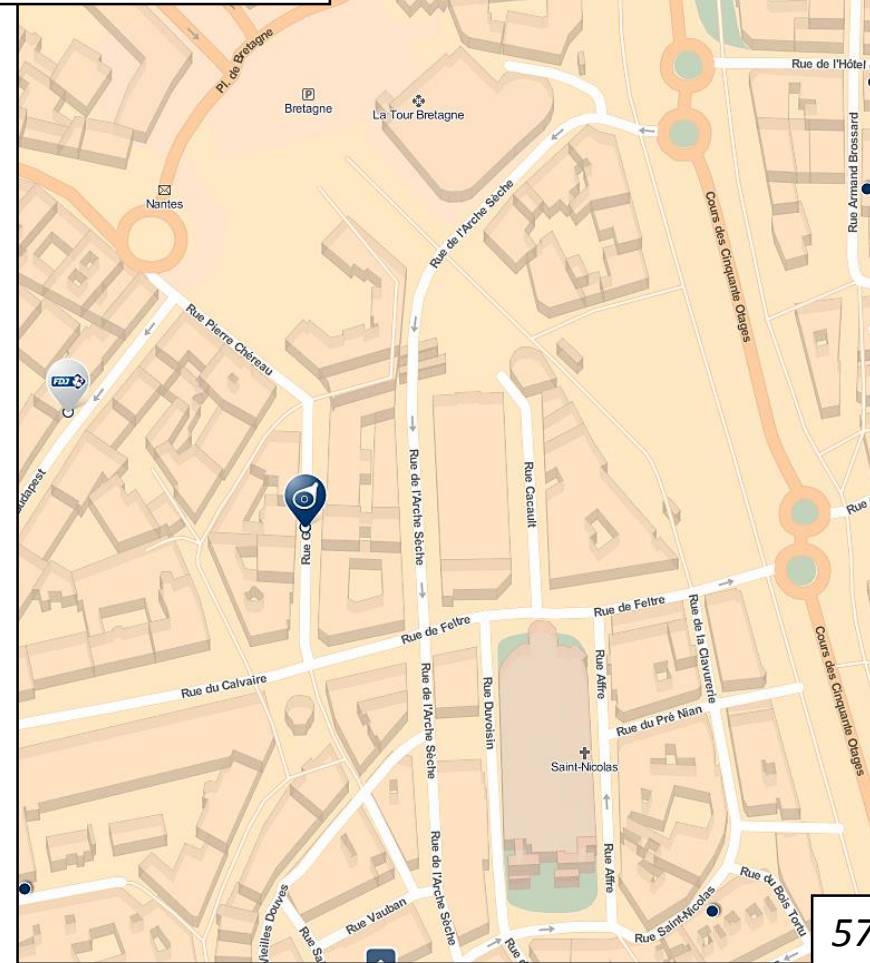 Pl. de Bretagne
Rue de l'Hôtel
P
Bretagne
La Tour Bretagne
Rue Armand Brossard
Nantes
Rue de l'Arche Sèche
Cours des Cinquante Otages
Rue Pierre Chéreau
FDJ
Rue de l'Arche Sèche
Rue Cacault
Rue
Rue
Rue de Feltre
Rue de Feltre
Rue de la Clavurerie
Rue du Calvaire
Rue de l'Arche Sèche
Rue Duvoisin
Rue Affre
Cours des Cinquante Otages
Rue du Pré Nian
Saint-Nicolas
Rue de l'Arche Sèche
Rue Affre
Vieilles Douves
Rue Vauban
Rue
Rue
Rue Saint-Nicolas
Rue du Bois Tortu
57